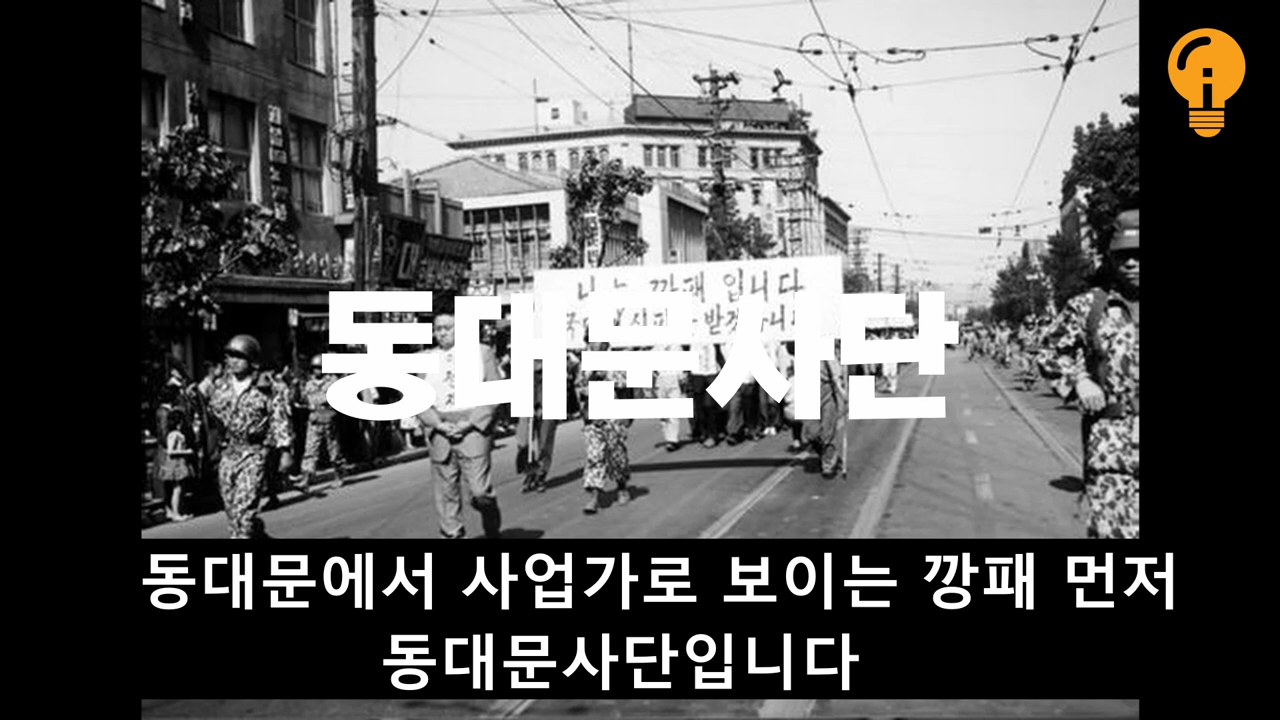 나는 깡패 입니다
동대문사단
동대문에서 사업가로 보이는 깡패 먼저
동대문사단입니다